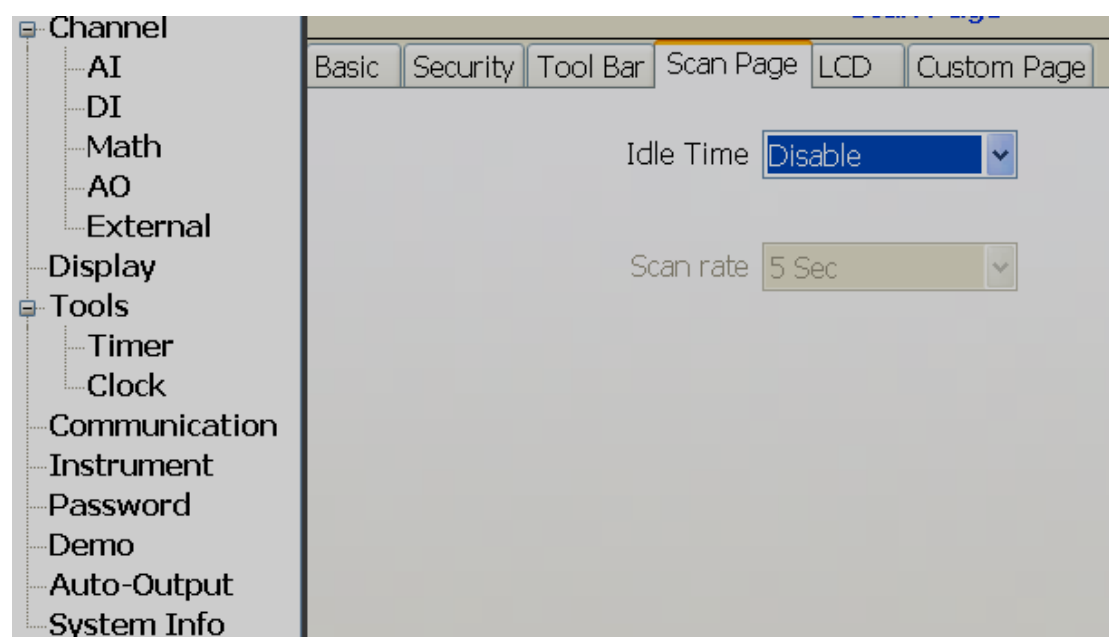 Channel
AI
DI
Math
AO
External
Display
Tools
Timer
Clock
Communication
Instrument
Password
Demo
Auto-Output
System Info
Basic Security Tool Bar Scan Page LCD Custom Page
Idle Time Disable
Scan rate 5 Sec